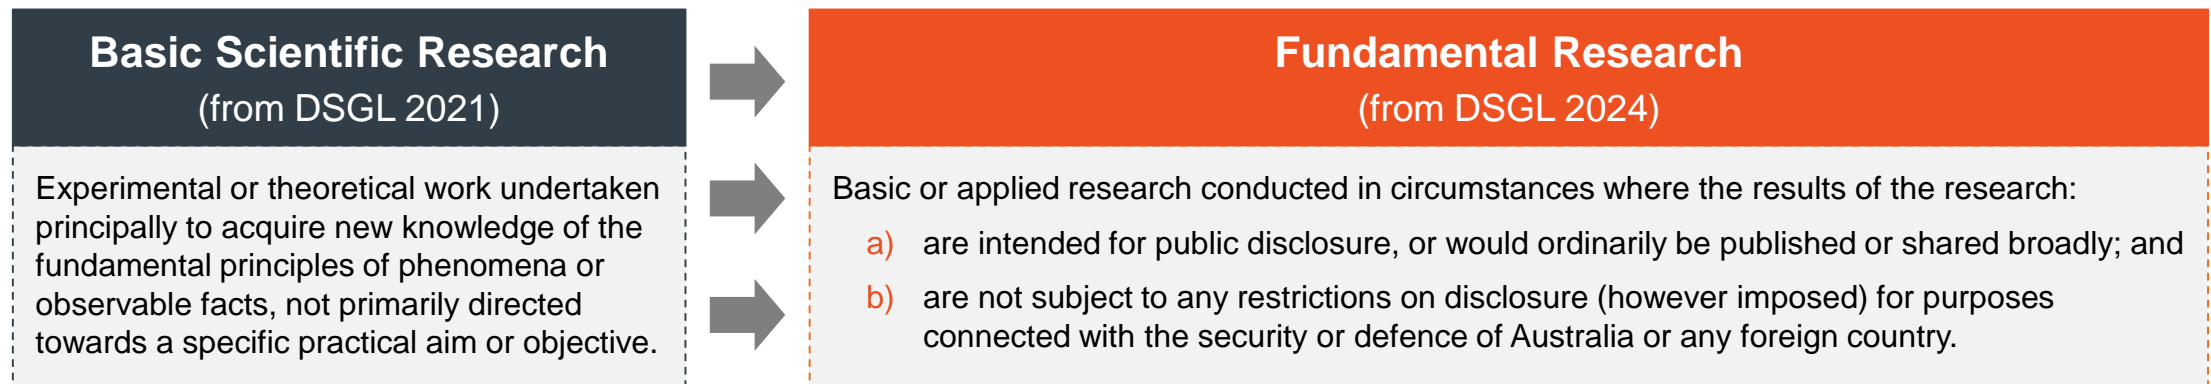 Basic Scientific Research
(from DSGL 2021)
Experimental or theoretical work undertaken
principally to acquire new knowledge of the
fundamental principles of phenomena or
observable facts, not primarily directed
towards a specific practical aim or objective.
Fundamental Research
(from DSGL 2024)
Basic or applied research conducted in circumstances where the results of the research:
a) are intended for public disclosure, or would ordinarily be published or shared broadly; and
b) are not subject to any restrictions on disclosure (however imposed) for purposes
connected with the security or defence of Australia or any foreign country.